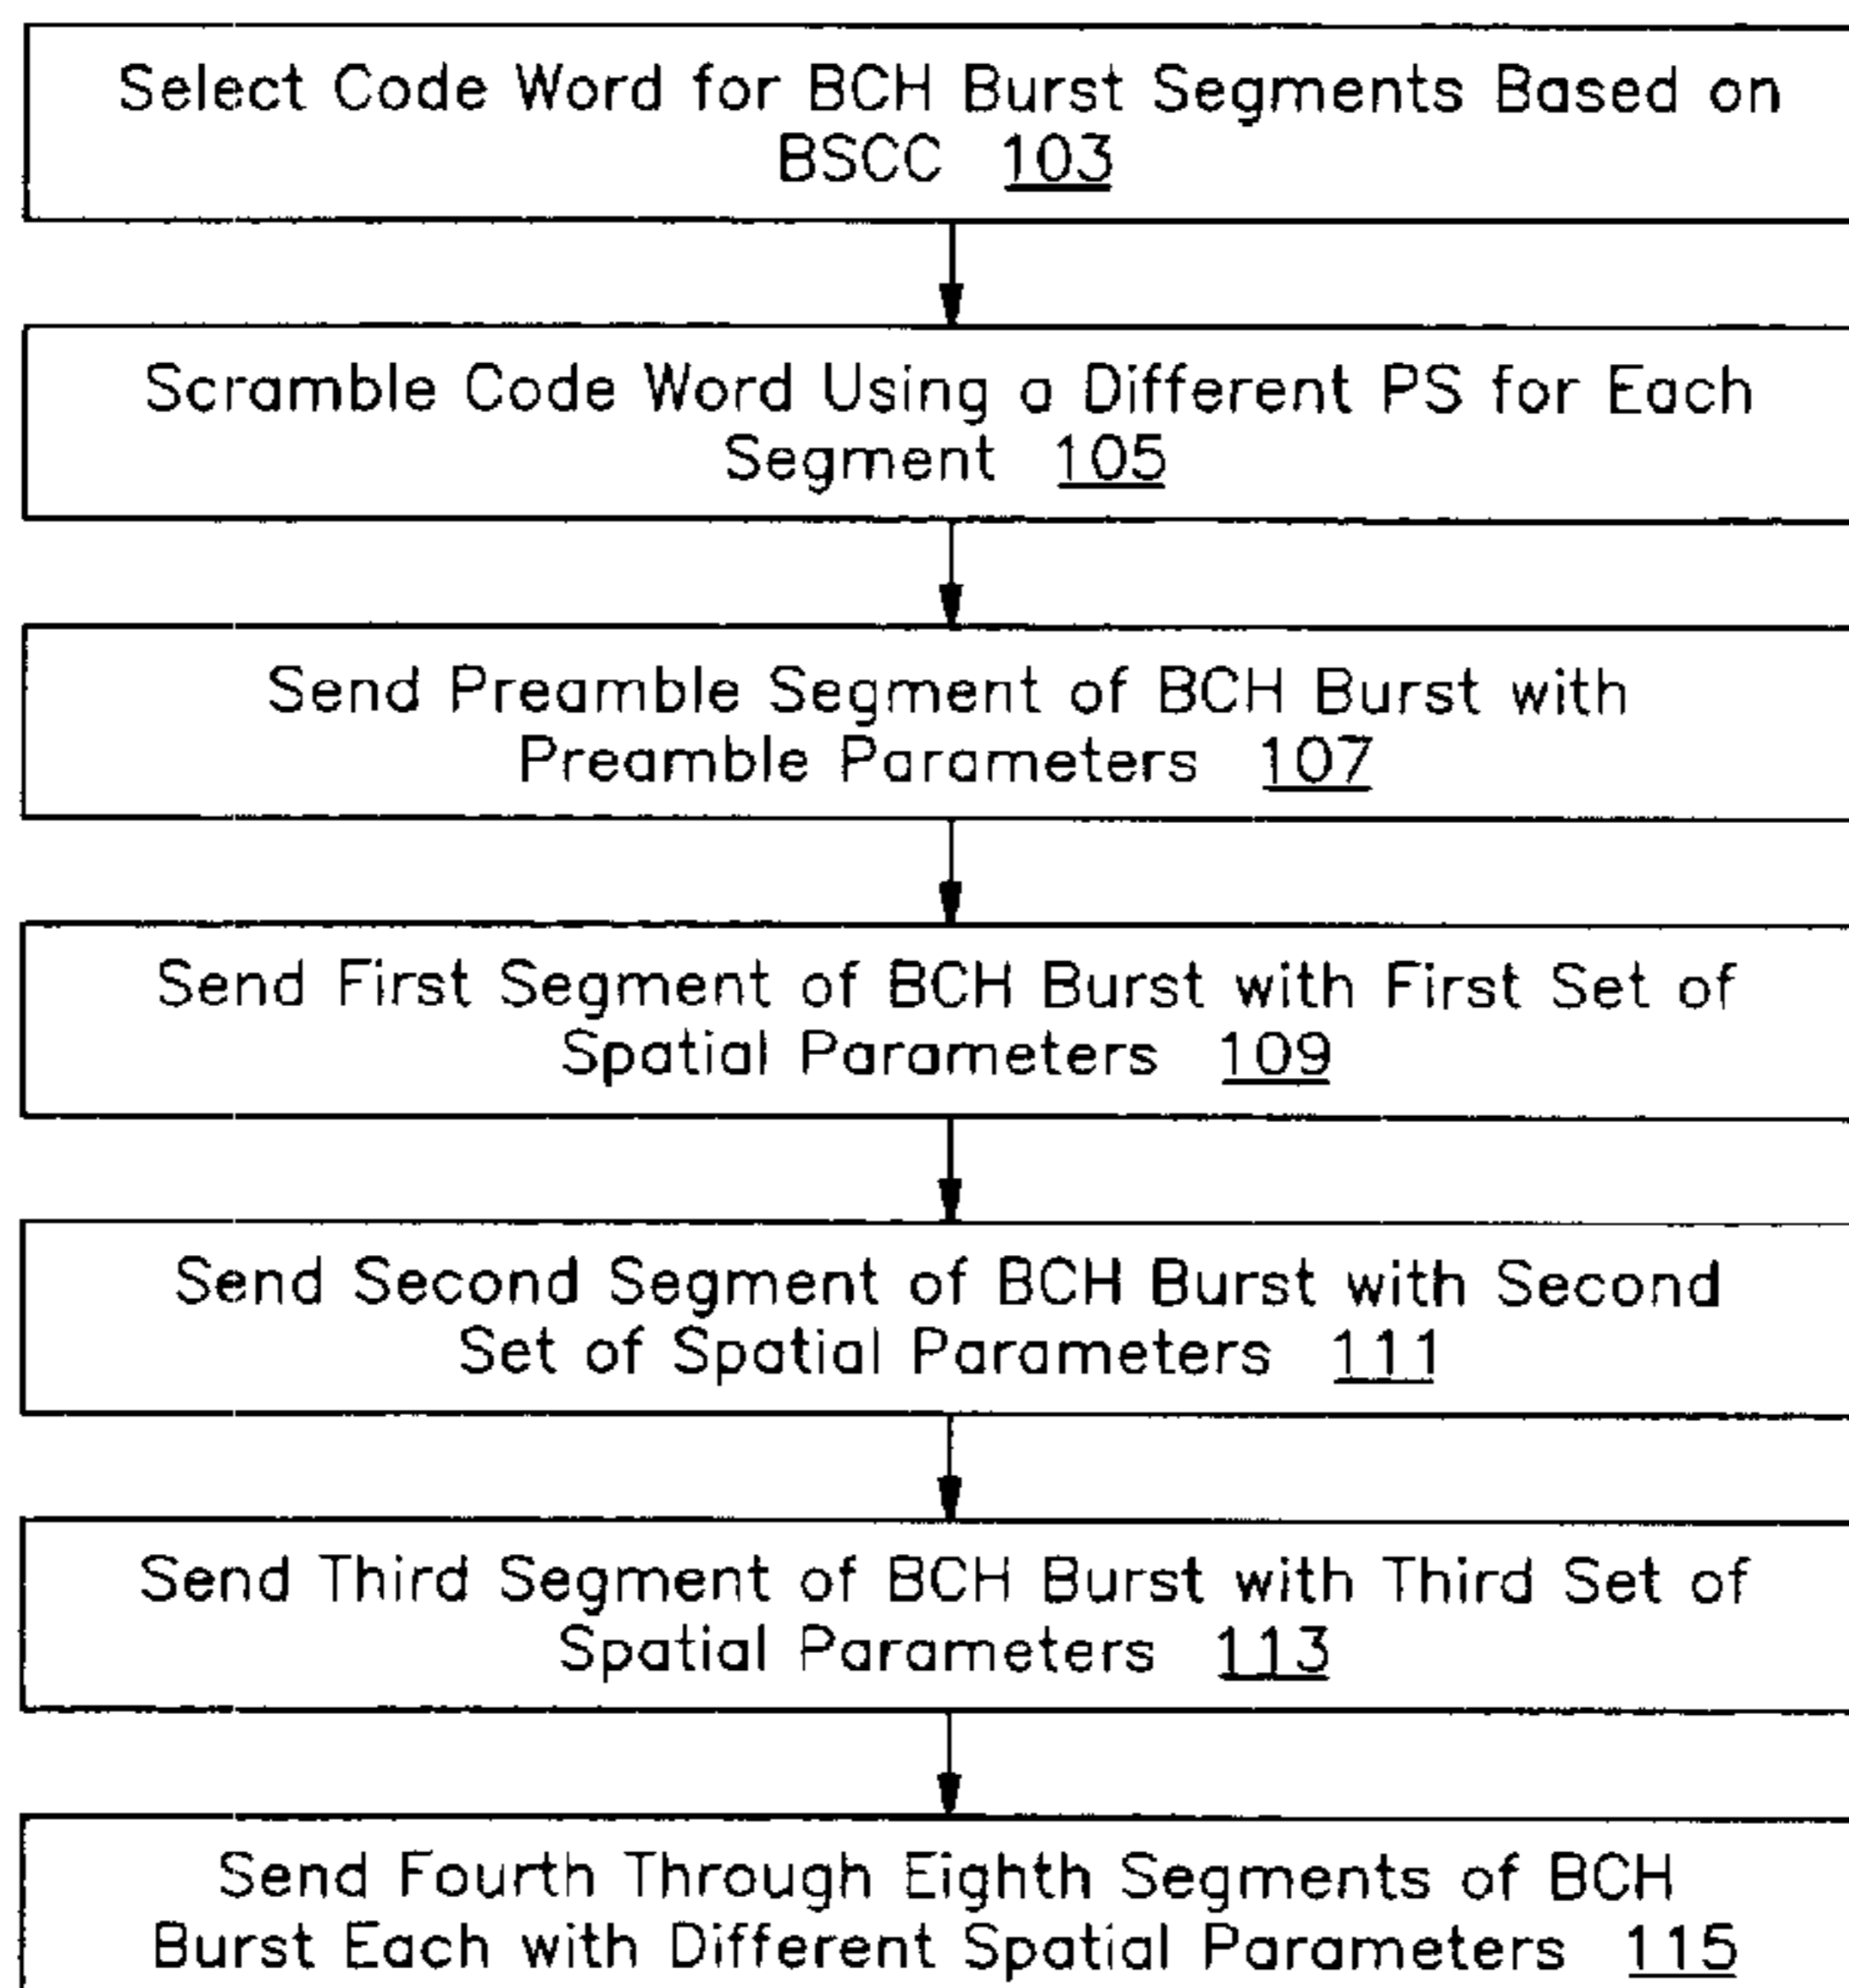 Select Code Word for BCH Burst Segments Based on
BSCC 103
Scramble Code Word Using a Different PS for Each
Segment 105
Send Preamble Segment of BCH Burst with
Preamble Parameters 107
Send First Segment of BCH Burst with First Set of
Spatial Parameters 109
Send Second Segment of BCH Burst with Second
Set of Spatial Parameters 111
Send Third Segment of BCH Burst with Third Set of
Spatial Parameters 113
Send Fourth Through Eighth Segments of BCH
Burst Each with Different Spatial Parameters 115